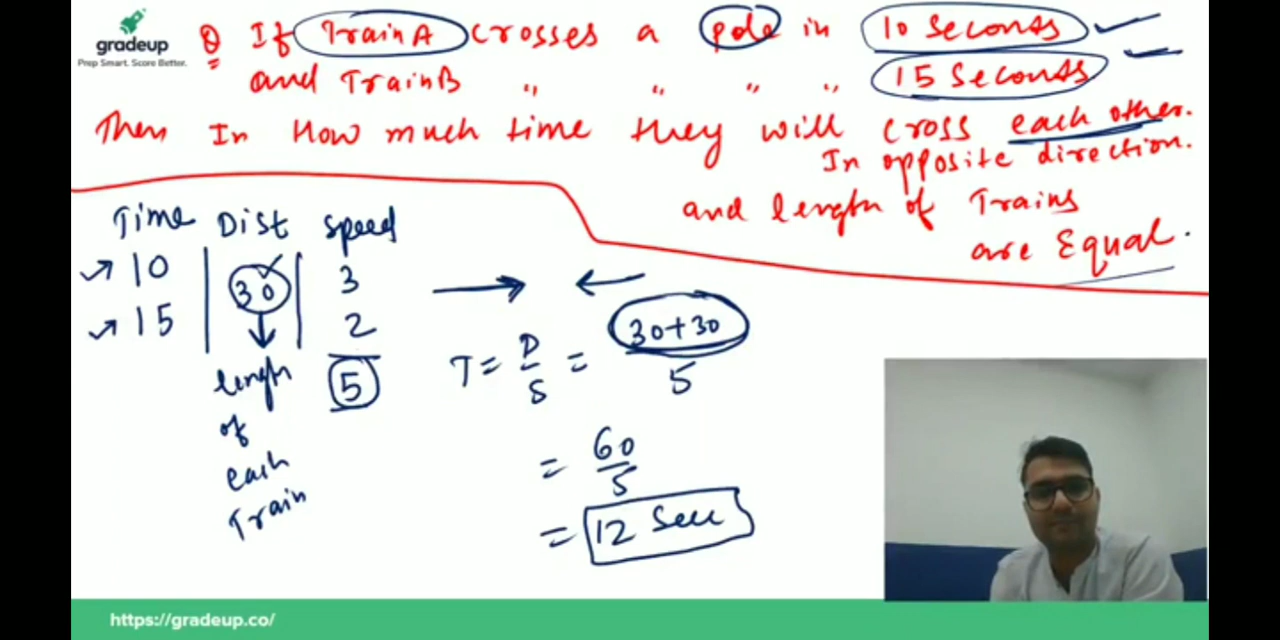 gradeup
Prep Smart. Score Better.
Q If Train A crosses a pole in 10 Seconds
and Train B " " " " 15 Seconds
Then In How much time they will cross each other.
In opposite direction.
and length of Trains
are Equal.
Time Dist Speed
10 30 3
15 2
5
length
of
each
Train
T = D/S = 30+30/5
= 60/5
= 12 Sec
https://gradeup.co/